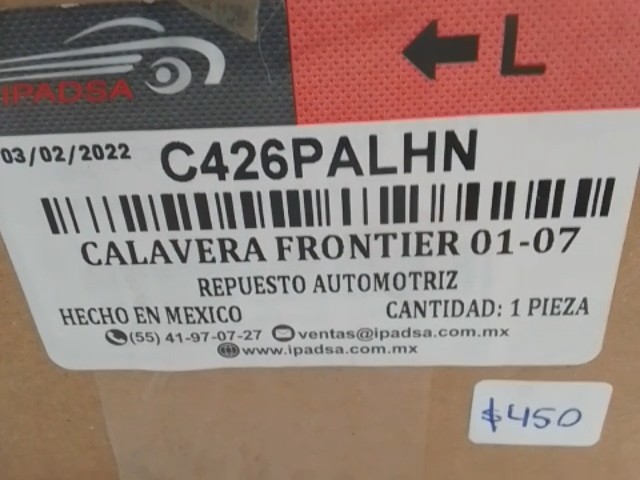 L
IPADSA
03/02/2022
C426PALHN
CALAVERA FRONTIER 01-07
REPUESTO AUTOMOTRIZ
HECHO EN MEXICO
CANTIDAD: 1 PIEZA
(55) 41-97-07-27 ventas@ipadsa.com.mx
www.ipadsa.com.mx
$450